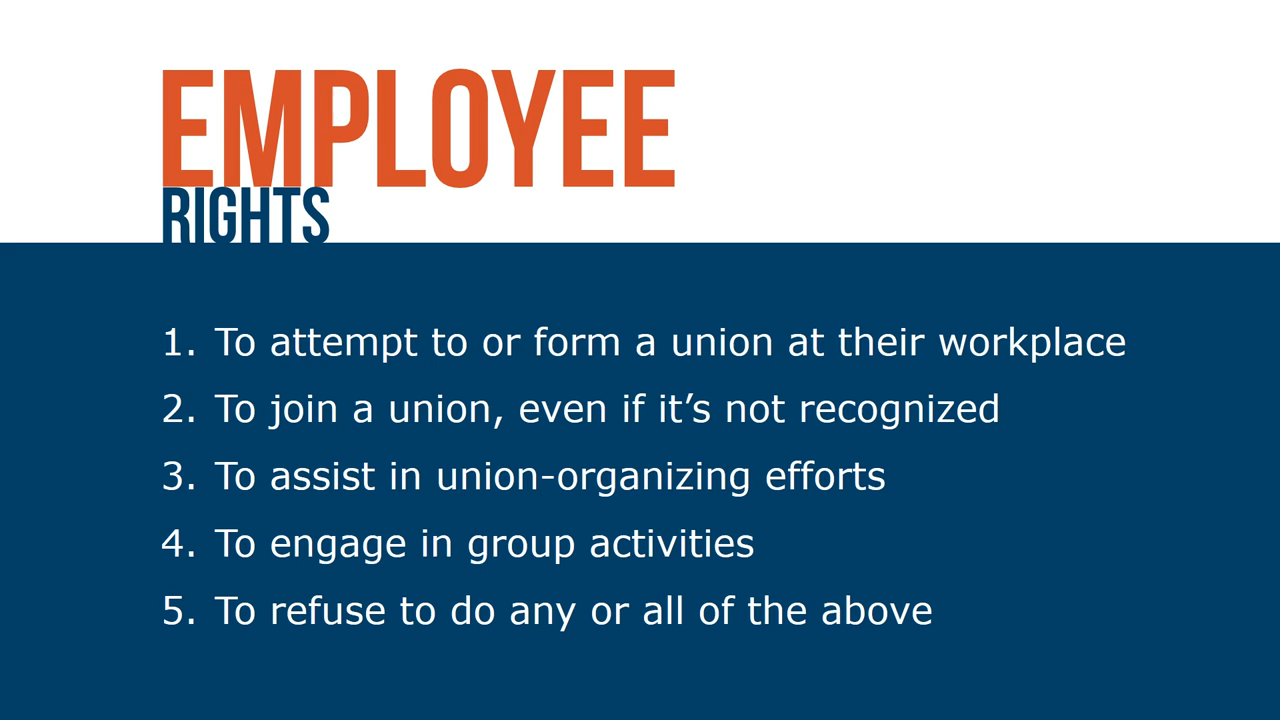 EMPLOYEE
RIGHTS
1. To attempt to or form a union at their workplace
2. To join a union, even if it’s not recognized
3. To assist in union-organizing efforts
4. To engage in group activities
5. To refuse to do any or all of the above